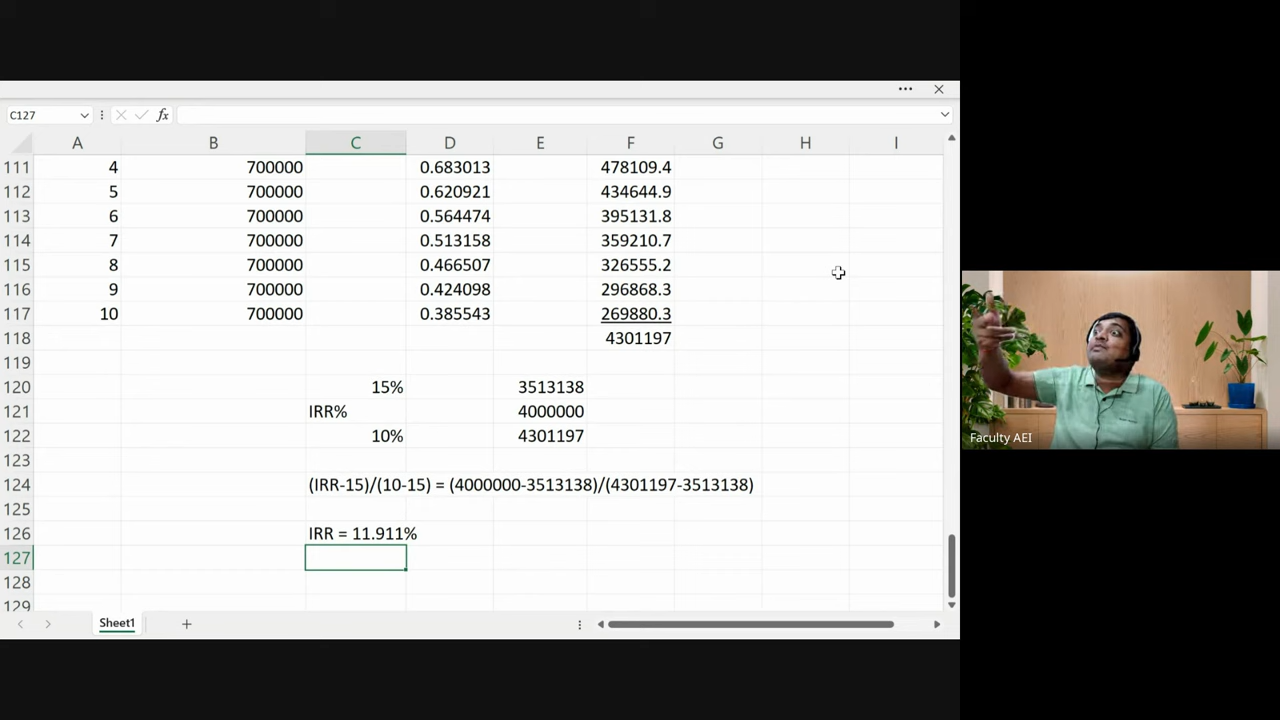 C127 fx
A B C D E F G H I
111 4 700000 0.683013 478109.4
112 5 700000 0.620921 434644.9
113 6 700000 0.564474 395131.8
114 7 700000 0.513158 359210.7
115 8 700000 0.466507 326555.2
116 9 700000 0.424098 296868.3
117 10 700000 0.385543 269880.3
118 4301197
119
120 15% 3513138
121 IRR% 4000000
122 10% 4301197
123
124 (IRR-15)/(10-15) = (4000000-3513138)/(4301197-3513138)
125
126 IRR = 11.911%
127
128
129
Sheet1
Faculty AEI